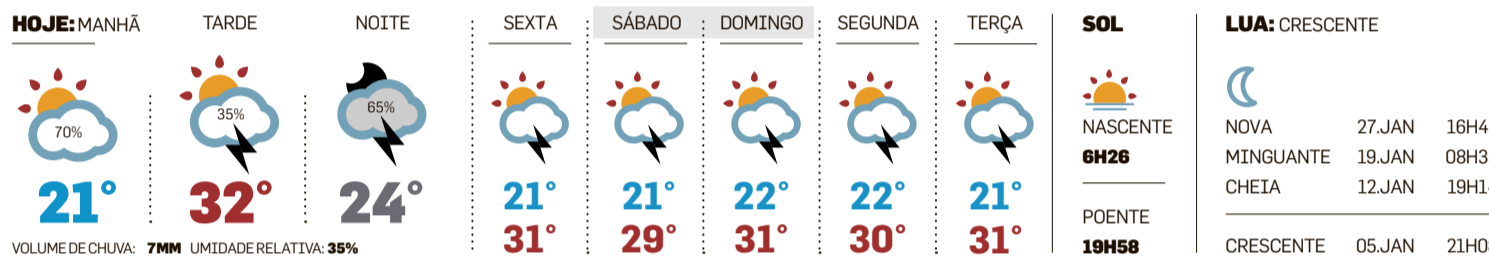 HOJE: MANHÃ
70%
21°
TARDE
35%
32°
NOITE
65%
24°
VOLUME DE CHUVA: 7MM UMIDADE RELATIVA: 35%
SEXTA
21°
31°
SÁBADO
21°
29°
DOMINGO
22°
31°
SEGUNDA
22°
30°
TERÇA
21°
31°
SOL
NASCENTE
6H26
POENTE
19H58
LUA: CRESCENTE
NOVA 27.JAN
MINGUANTE 19.JAN
CHEIA 12.JAN
CRESCENTE 05.JAN